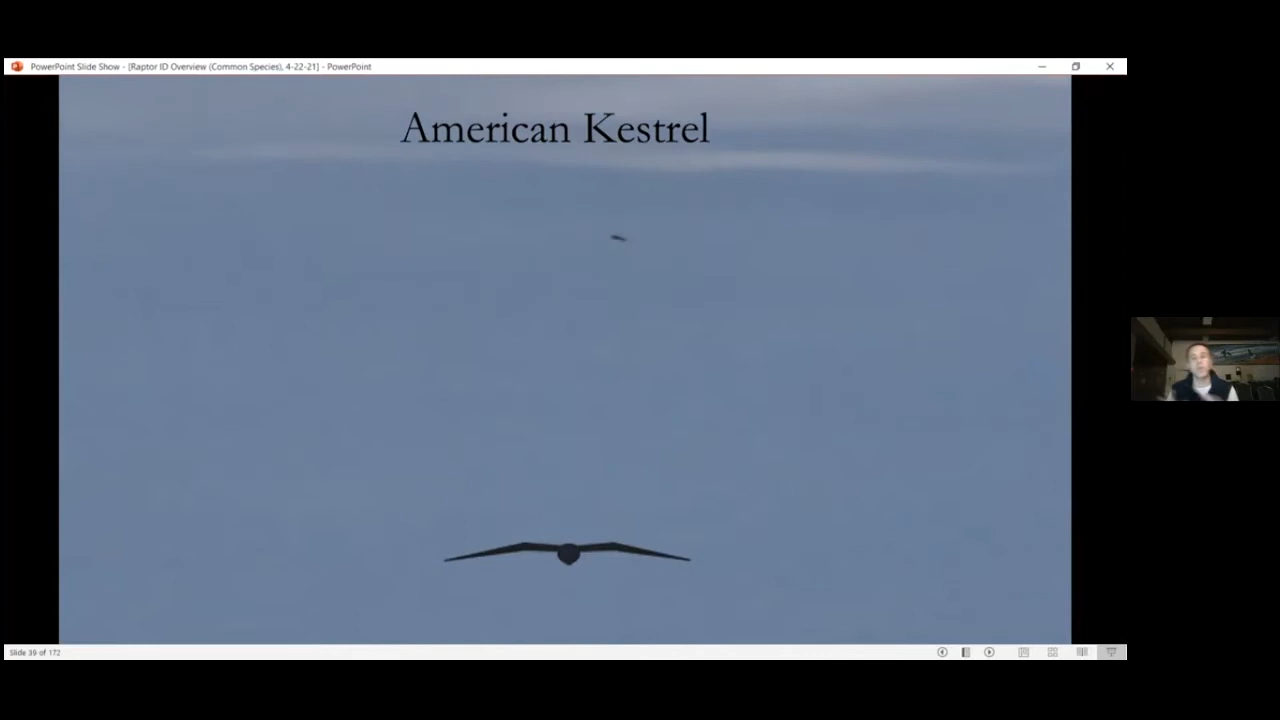 PowerPoint Slide Show - [Raptor ID Overview (Common Species), 4-22-21] - PowerPoint
American Kestrel
Slide 39 of 172